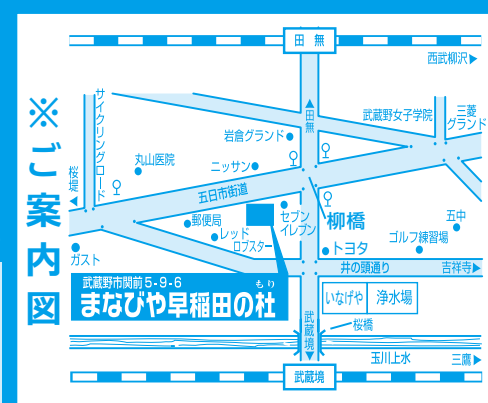 ※ご案内図
田無
西武柳沢▶
サイクリングロード
▲田無
武蔵野女子学院
三菱
グランド
岩倉グランド
丸山医院
ニッサン
桜堤◀
五日市街道
郵便局
レッド
ロブスター
セブン
イレブン
柳橋
トヨタ
五中
ゴルフ練習場
ガスト
井の頭通り
吉祥寺▶
武蔵野市関前5-9-6
もり
まなびや早稲田の杜
いなげや
浄水場
武蔵境▼
桜橋
玉川上水
三鷹▶
武蔵境